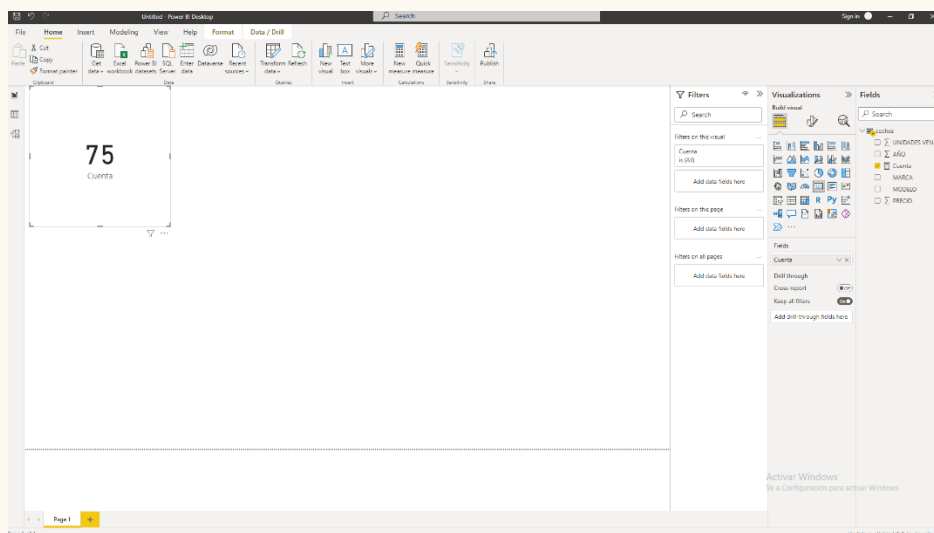 Untitled - Power BI Desktop
Search
Sign in
File Home Insert Modeling View Help Format Data / Drill
Paste
Cut
Copy
Format painter
Clipboard
Get data
Excel workbook
Power BI datasets
SQL Server
Enter data
Dataverse
Recent sources
Data
Transform data
Refresh
Queries
New visual
Text box
More visuals
Insert
New measure
Quick measure
Calculations
Sensitivity
Sensitivity
Publish
Share
75
Cuenta
Filters
Search
Filters on this visual
Cuenta
is (All)
Add data fields here
Filters on this page
Add data fields here
Filters on all pages
Add data fields here
Visualizations
Build visual
R Py
Fields
Cuenta
Drill through
Cross-report
Off
Keep all filters
On
Add drill-through fields here
Fields
Search
coches
UNIDADES VEN
AÑO
Cuenta
MARCA
MODELO
PRECIO
Activar Windows
Ve a Configuración para activar Windows.
Page 1